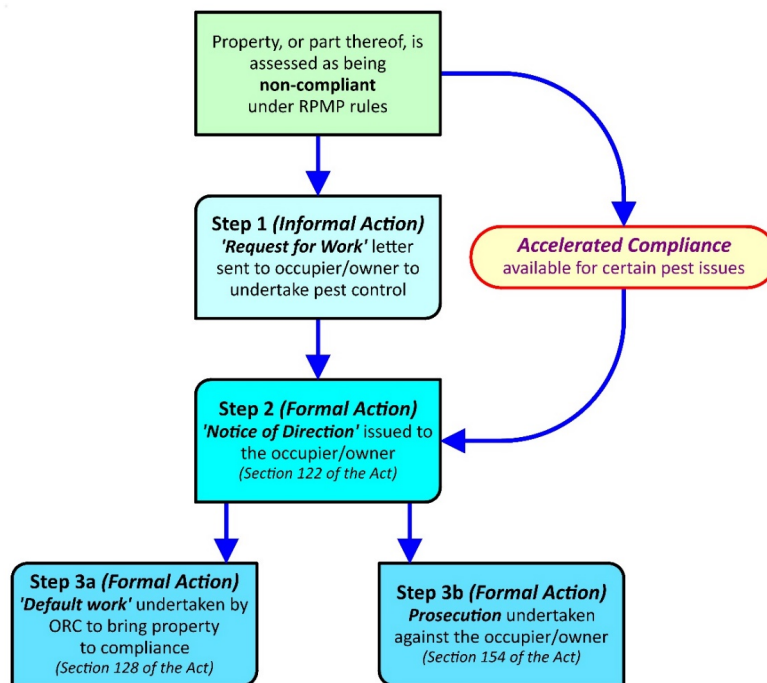 Property, or part thereof, is
assessed as being
non-compliant
under RPMP rules
Step 1 (Informal Action)
'Request for Work' letter
sent to occupier/owner to
undertake pest control
Accelerated Compliance
available for certain pest issues
Step 2 (Formal Action)
'Notice of Direction' issued to
the occupier/owner
(Section 122 of the Act)
Step 3a (Formal Action)
'Default work' undertaken by
ORC to bring property
to compliance
(Section 128 of the Act)
Step 3b (Formal Action)
Prosecution undertaken
against the occupier/owner
(Section 154 of the Act)